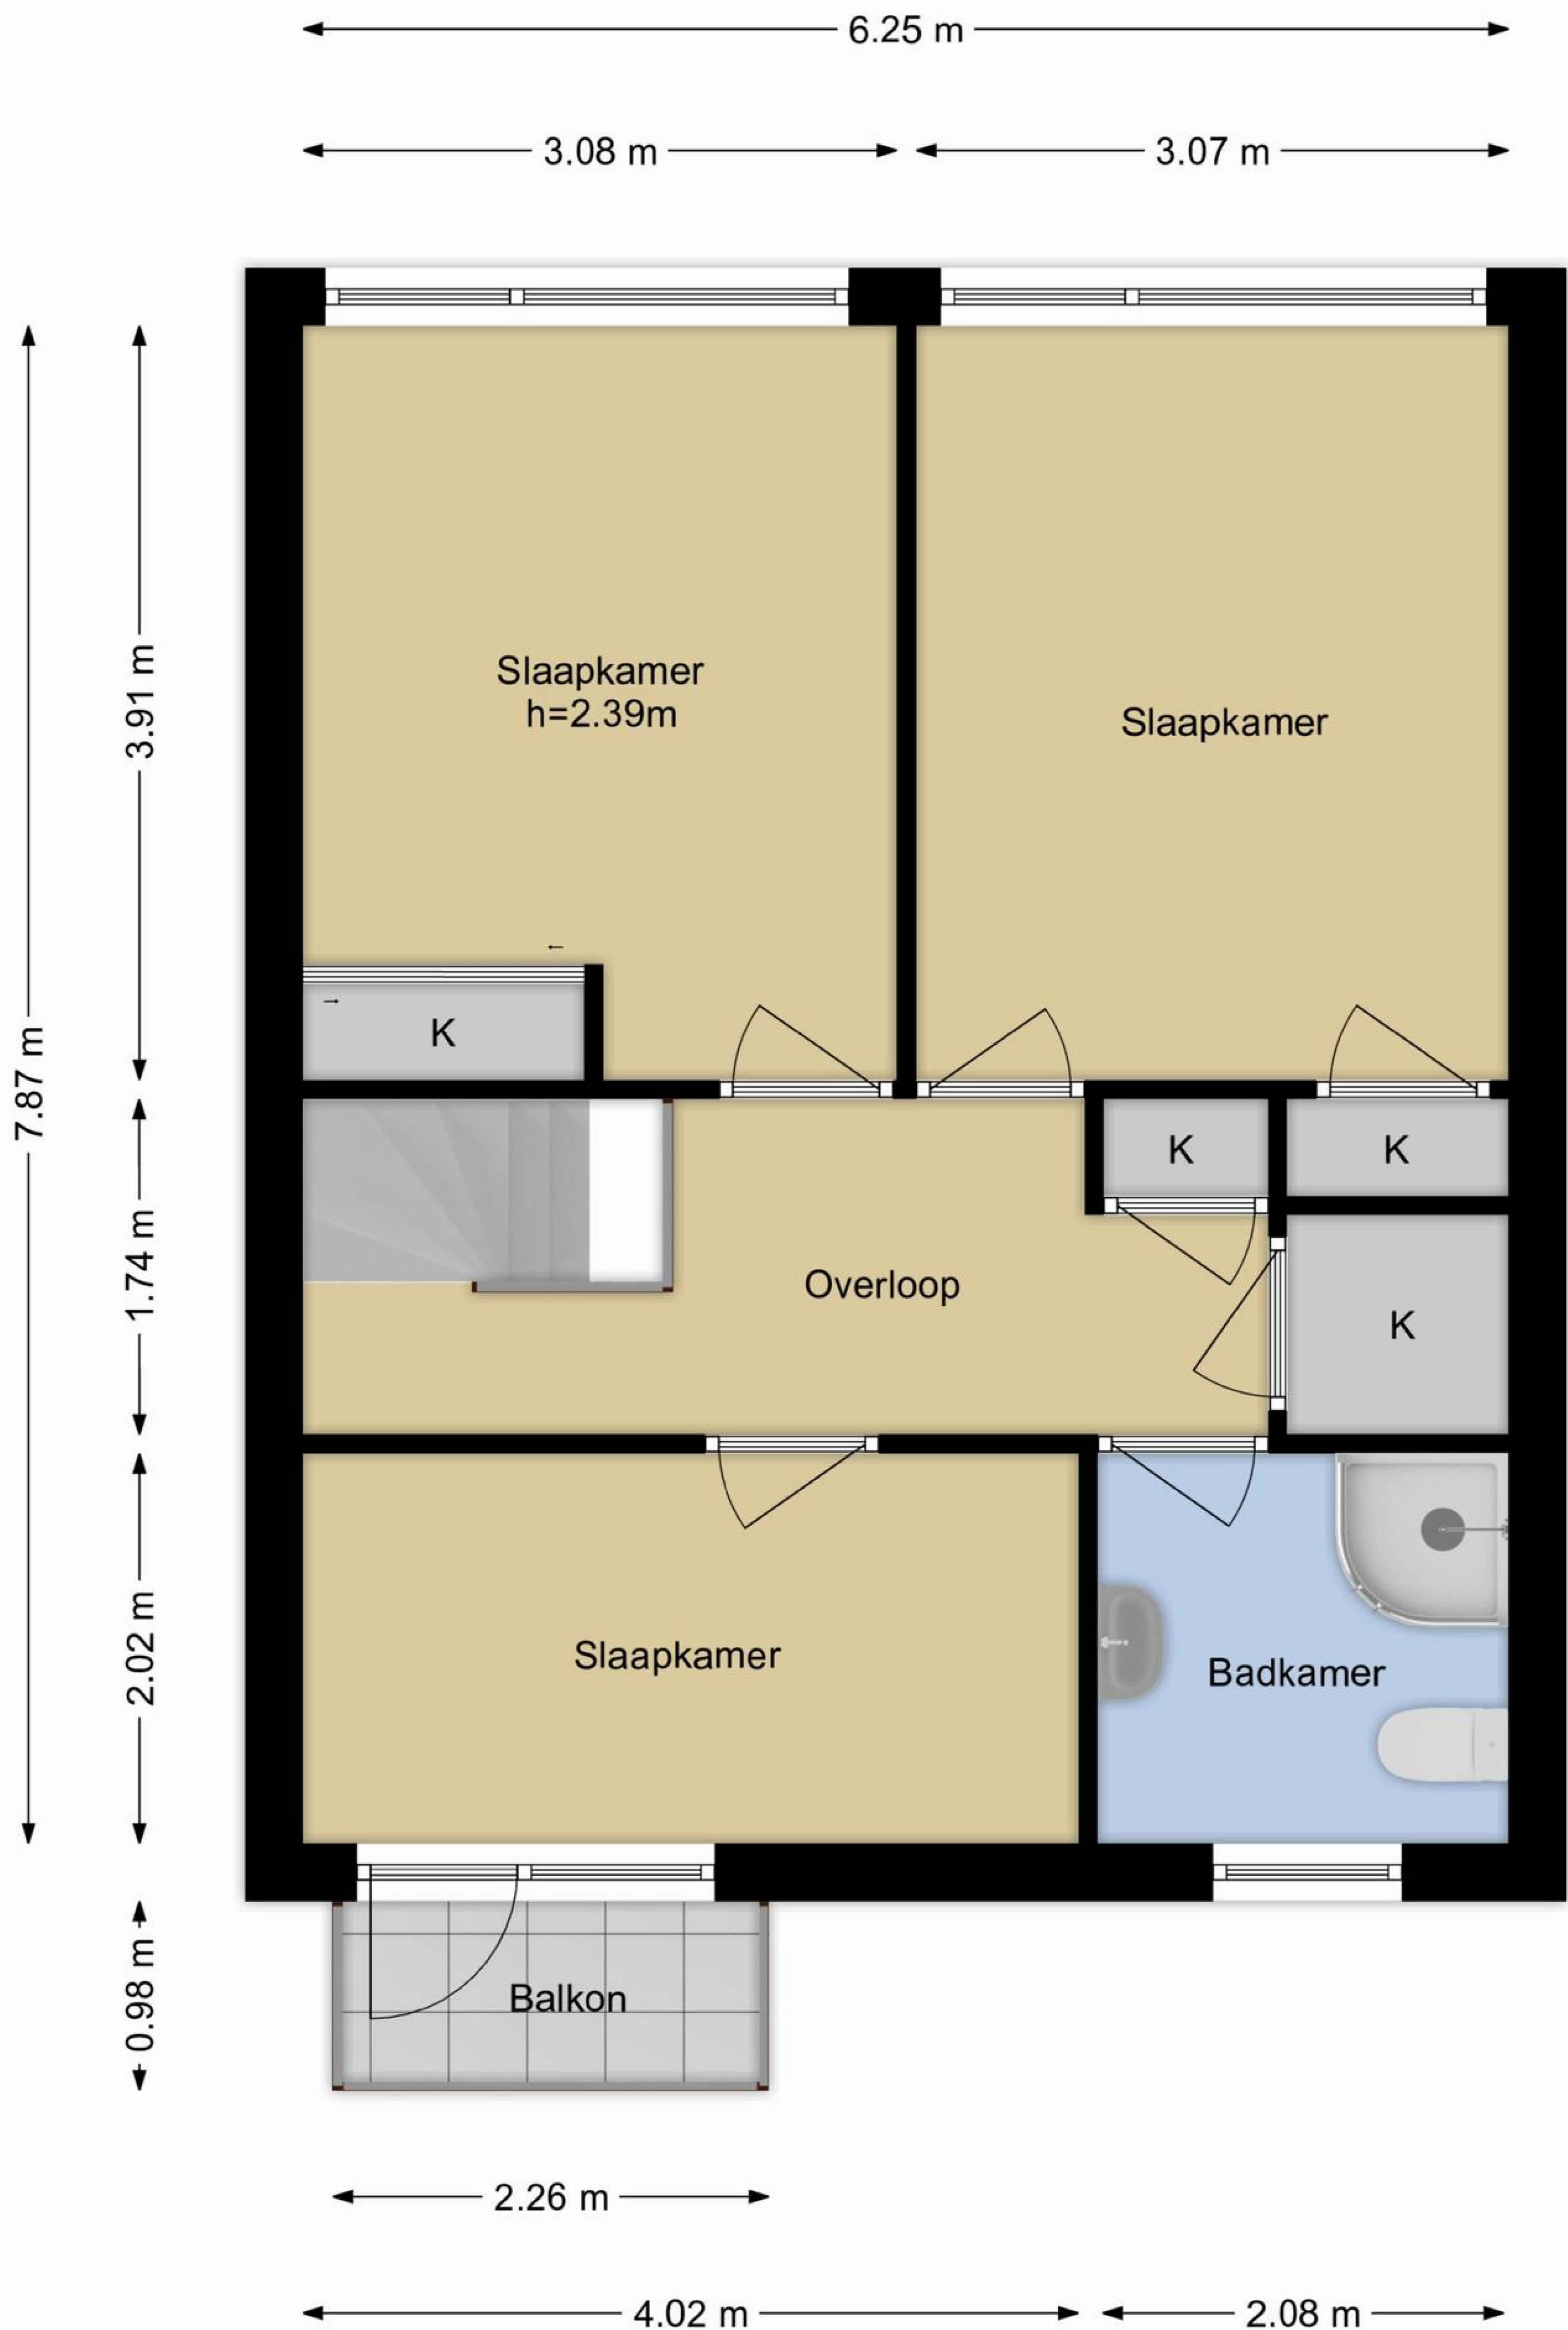 6.25 m
3.08 m
3.07 m
3.91 m
7.87 m
Slaapkamer
h=2.39m
Slaapkamer
K
K
K
1.74 m
Overloop
K
2.02 m
Slaapkamer
Badkamer
0.98 m
Balkon
2.26 m
4.02 m
2.08 m